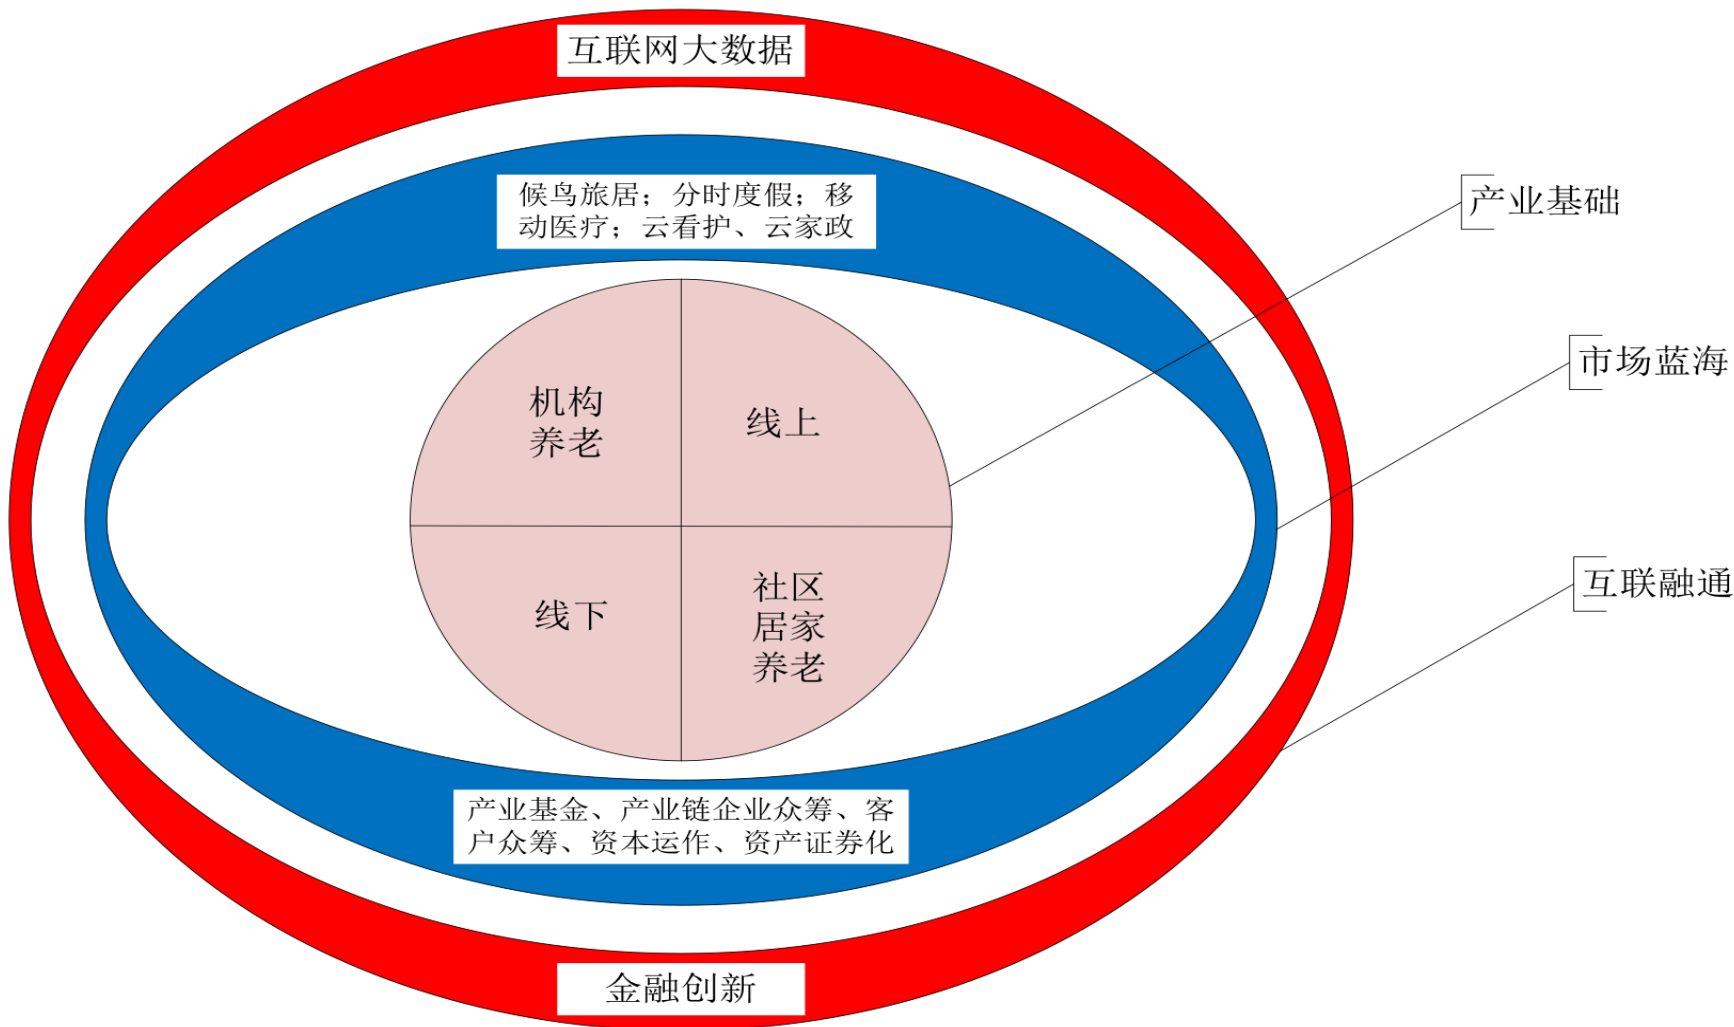 互联网大数据
候鸟旅居；分时度假；移
动医疗；云看护、云家政
产业基础
市场蓝海
机构
养老
线上
互联融通
线下
社区
居家
养老
产业基金、产业链企业众筹、客
户众筹、资本运作、资产证券化
金融创新